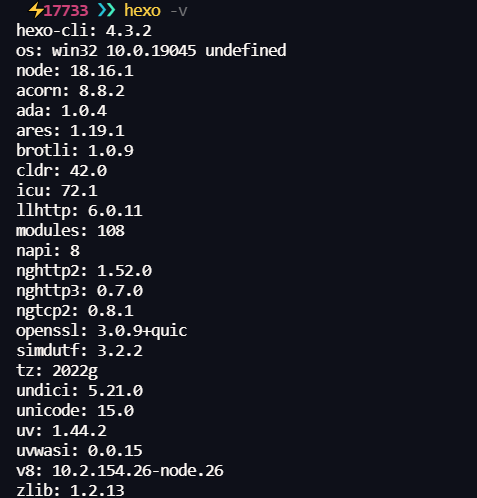 ⚡17733 ❯❯ hexo -v
hexo-cli: 4.3.2
os: win32 10.0.19045 undefined
node: 18.16.1
acorn: 8.8.2
ada: 1.0.4
ares: 1.19.1
brotli: 1.0.9
cldr: 42.0
icu: 72.1
llhttp: 6.0.11
modules: 108
napi: 8
nghttp2: 1.52.0
nghttp3: 0.7.0
ngtcp2: 0.8.1
openssl: 3.0.9+quic
simdutf: 3.2.2
tz: 2022g
undici: 5.21.0
unicode: 15.0
uv: 1.44.2
uvwasi: 0.0.15
v8: 10.2.154.26-node.26
zlib: 1.2.13